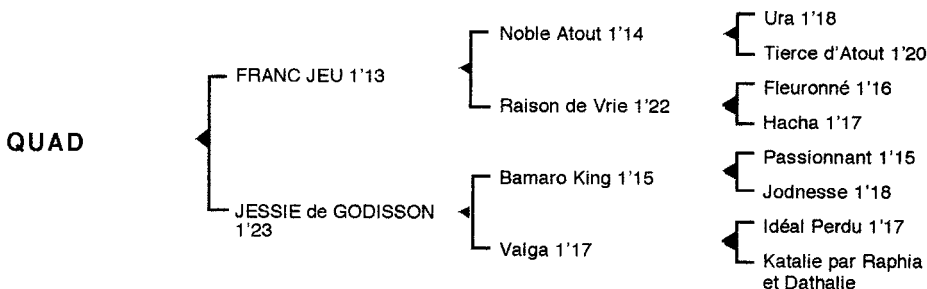 QUAD
FRANC JEU 1'13
JESSIE de GODISSON
1'23
Noble Atout 1'14
Raison de Vrie 1'22
Bamaro King 1'15
Vaïga 1'17
Ura 1'18
Tierce d'Atout 1'20
Fleuronné 1'16
Hacha 1'17
Passionnant 1'15
Jodnesse 1'18
Idéal Perdu 1'17
Katalie par Raphia
et Dathalie